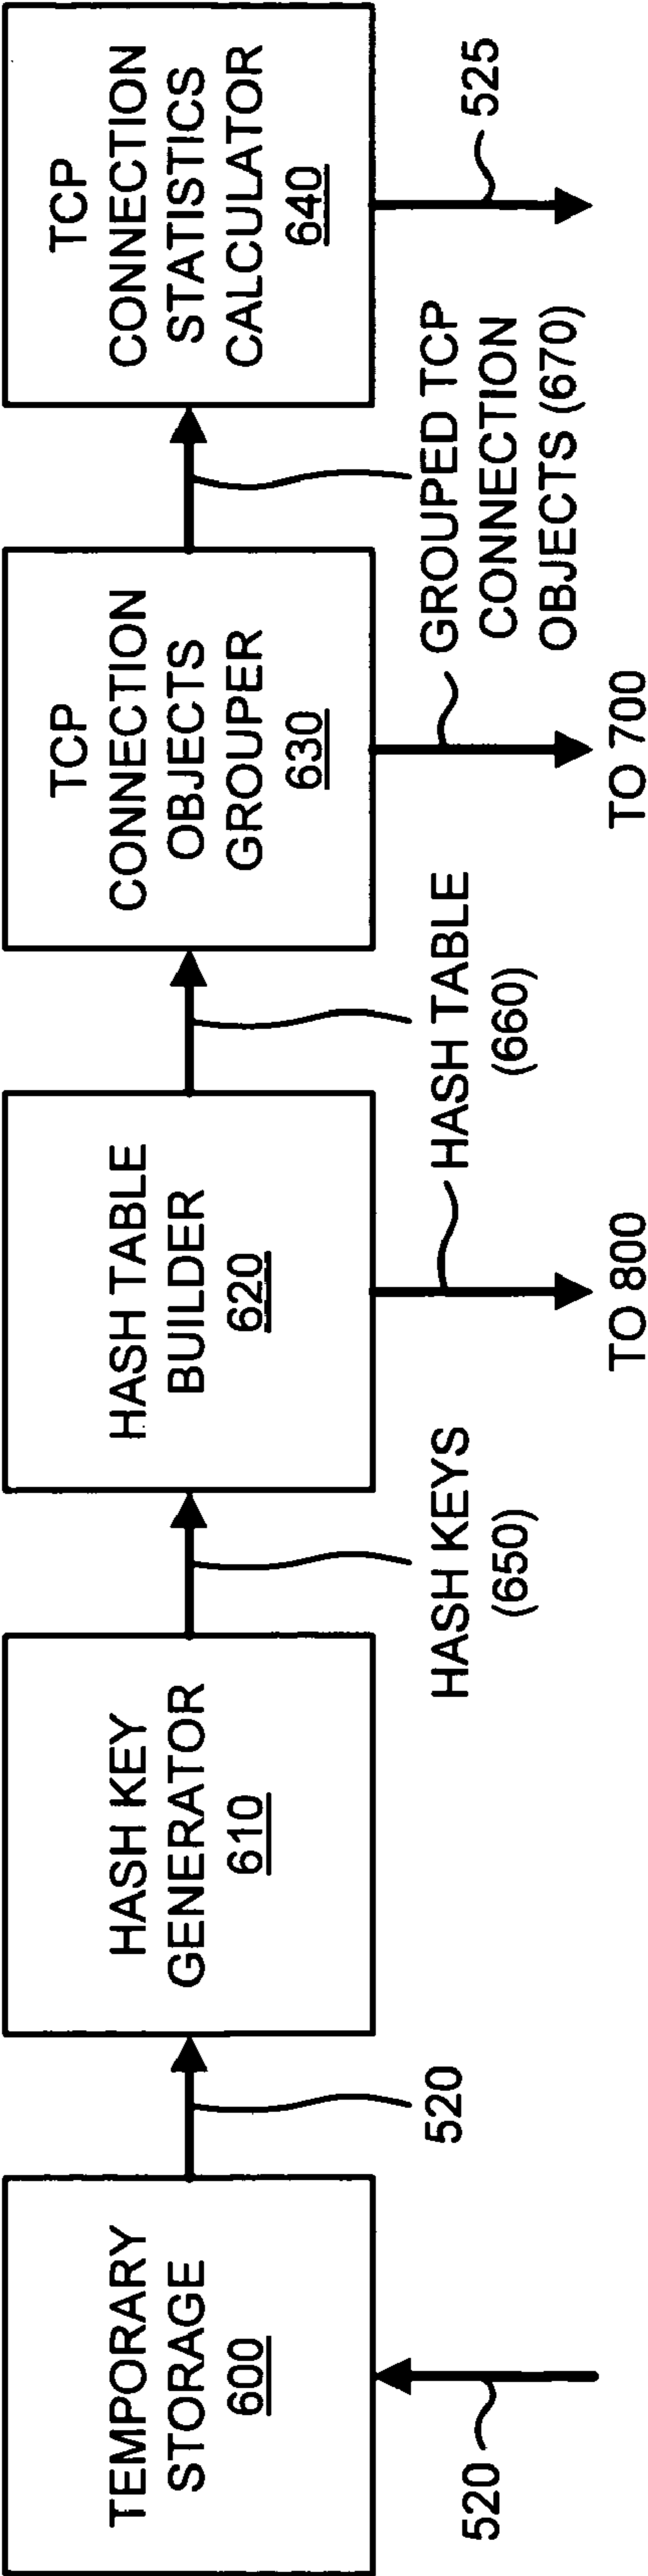 TEMPORARY
STORAGE
600
520
520
HASH KEY
GENERATOR
610
HASH KEYS
(650)
HASH TABLE
BUILDER
620
HASH TABLE
(660)
TO 800
TCP
CONNECTION
OBJECTS
GROUPER
630
GROUPED TCP
CONNECTION
OBJECTS (670)
TO 700
TCP
CONNECTION
STATISTICS
CALCULATOR
640
525